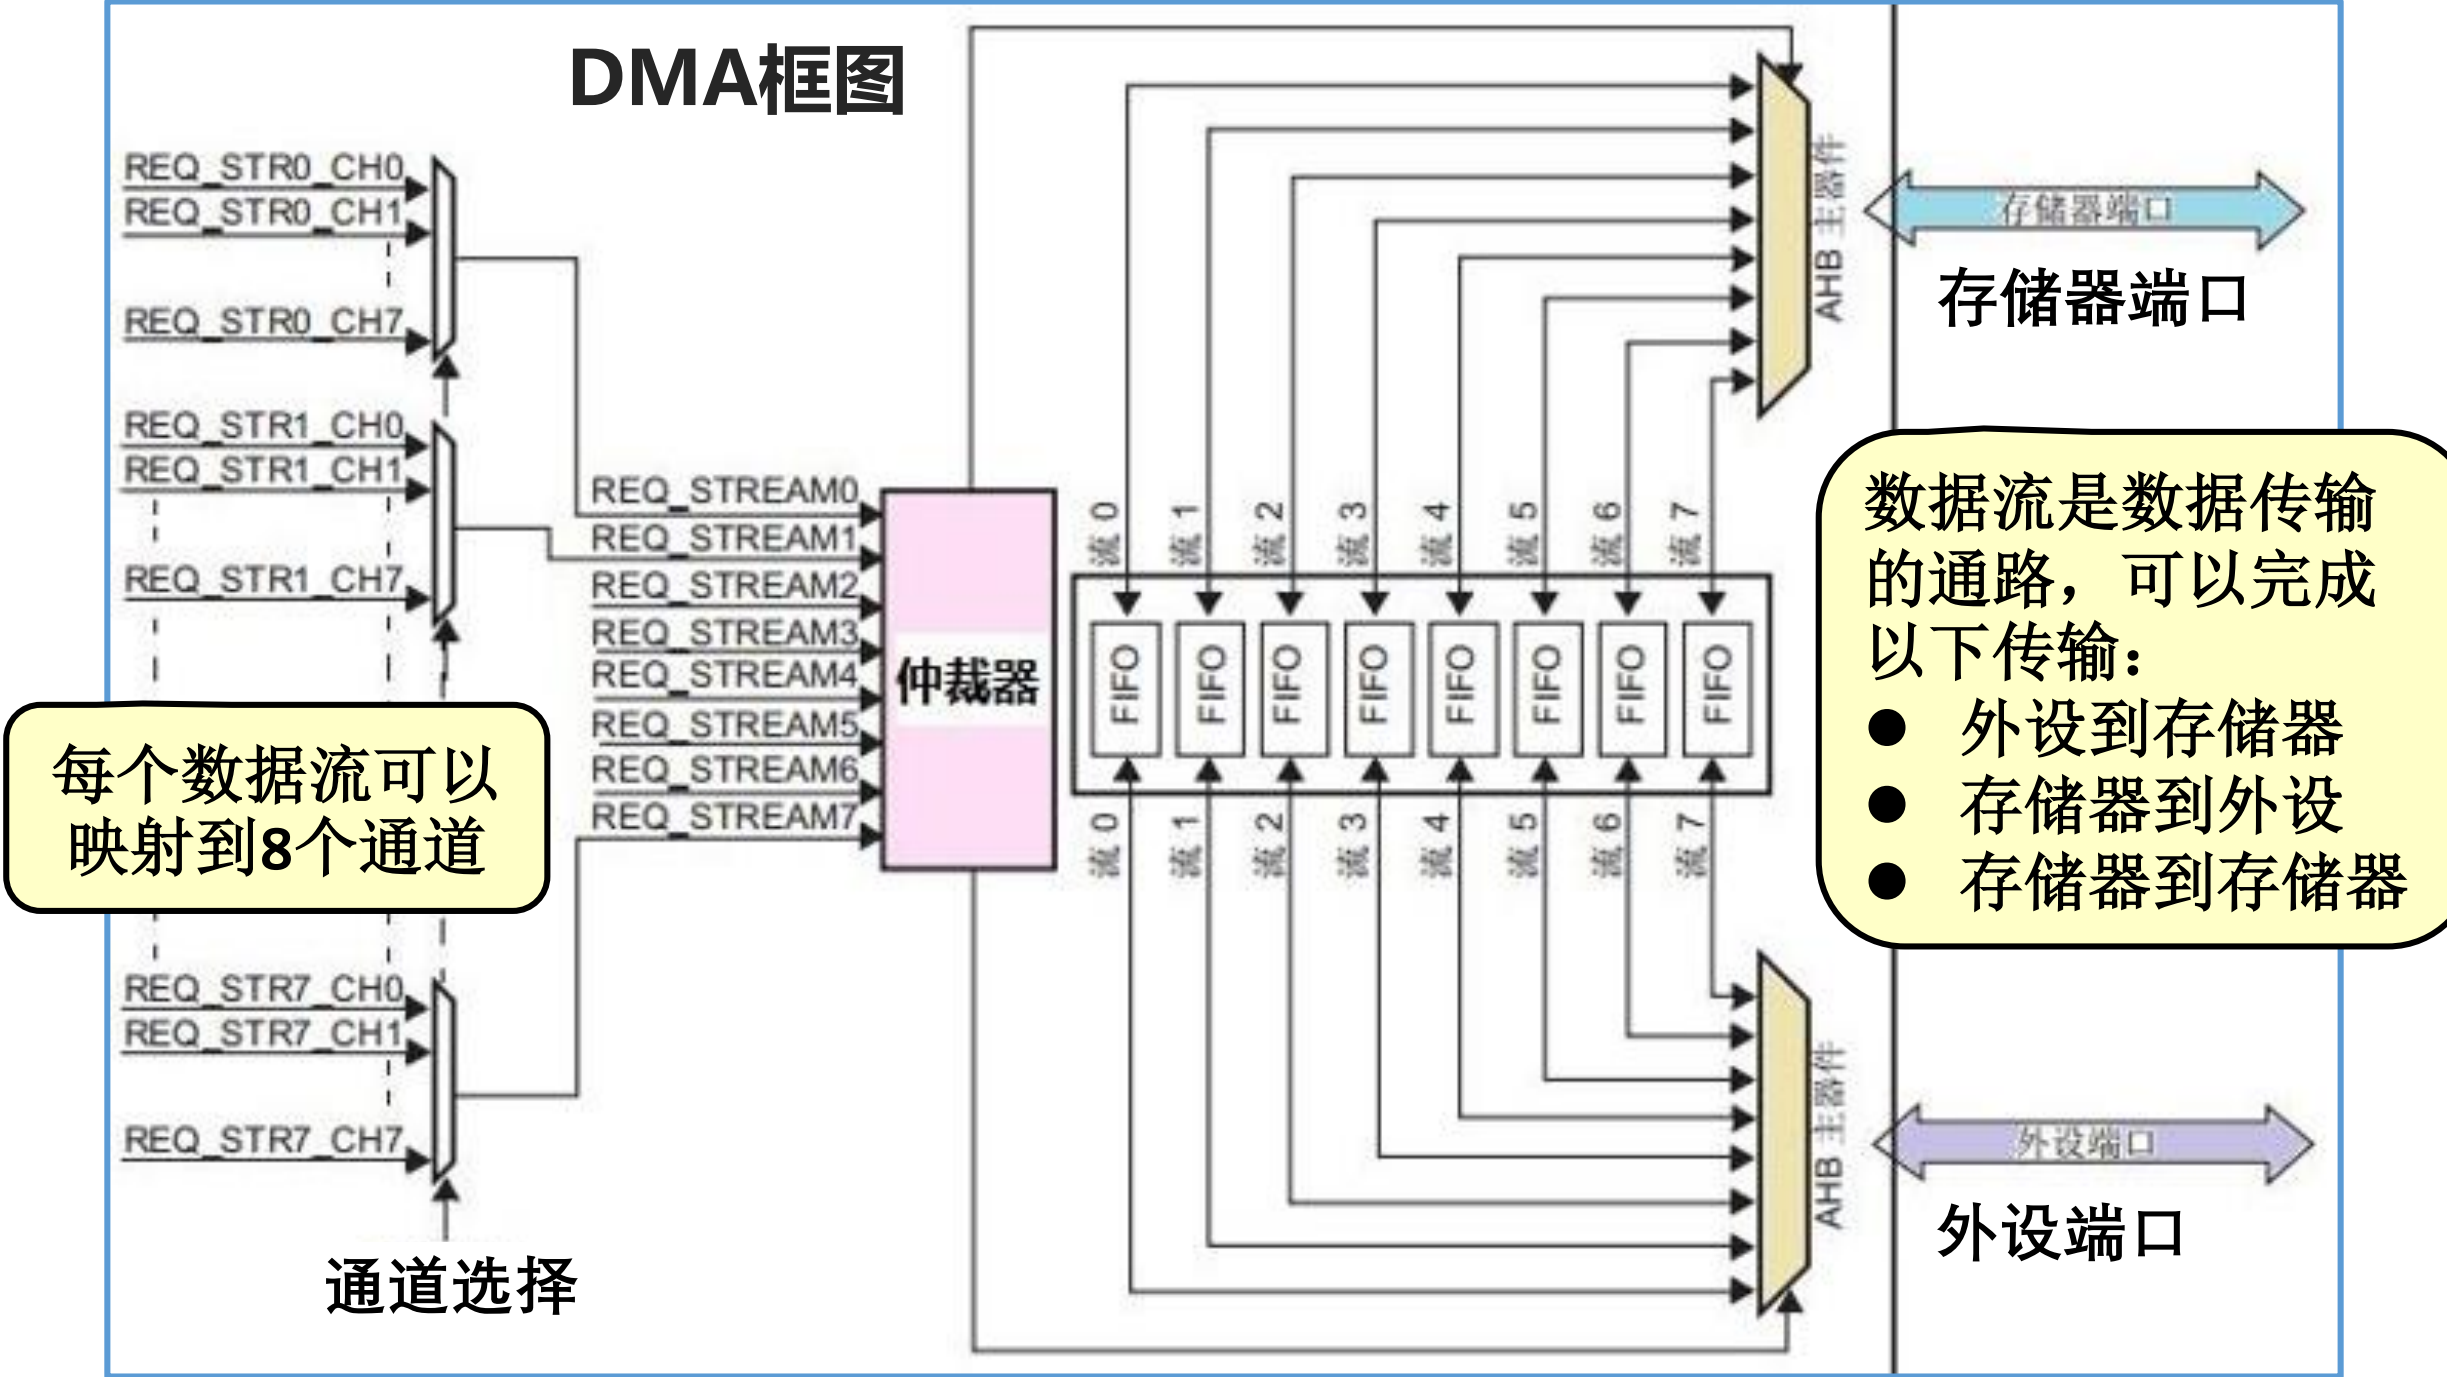 DMA框图
REQ_STR0_CH0
REQ_STR0_CH1
REQ_STR0_CH7
REQ_STR1_CH0
REQ_STR1_CH1
REQ_STR1_CH7
每个数据流可以
映射到8个通道
REQ_STR7_CH0
REQ_STR7_CH1
REQ_STR7_CH7
通道选择
REQ_STREAM0
REQ_STREAM1
REQ_STREAM2
REQ_STREAM3
REQ_STREAM4
REQ_STREAM5
REQ_STREAM6
REQ_STREAM7
仲裁器
流 0
流 1
流 2
流 3
流 4
流 5
流 6
流 7
FIFO
FIFO
FIFO
FIFO
FIFO
FIFO
FIFO
FIFO
流 0
流 1
流 2
流 3
流 4
流 5
流 6
流 7
AHB 主器件
存储器端口
存储器端口
数据流是数据传输
的通路，可以完成
以下传输：
● 外设到存储器
● 存储器到外设
● 存储器到存储器
AHB 主器件
外设端口
外设端口